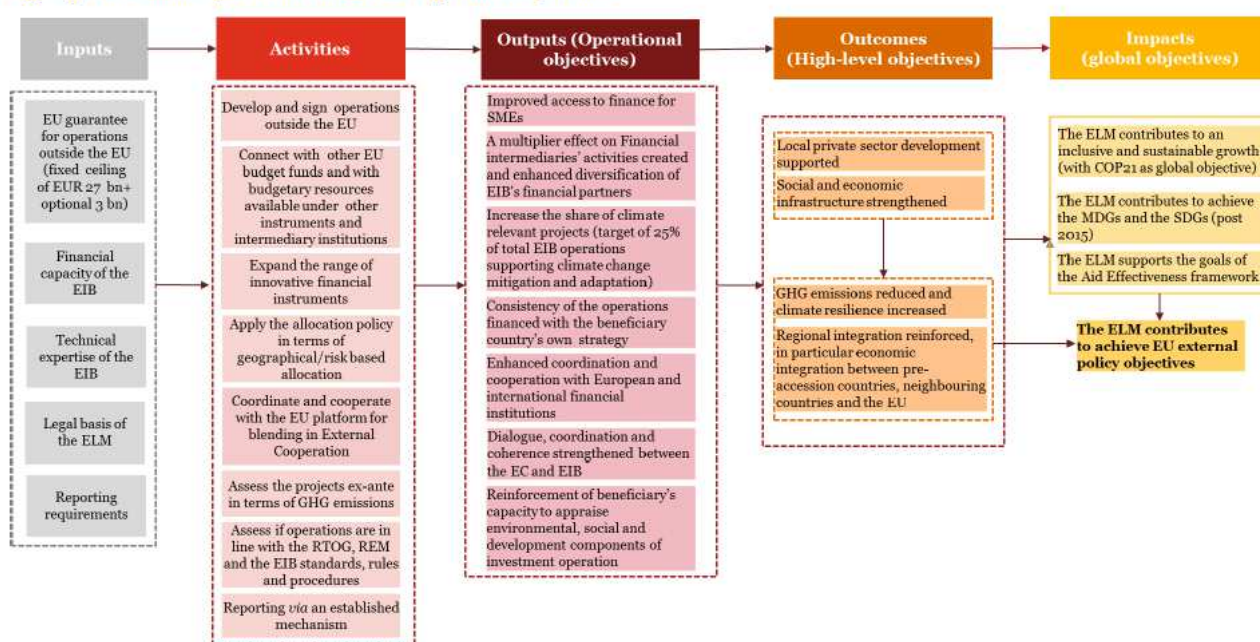 Inputs
Activities
Outputs (Operational
objectives)
Outcomes
(High-level objectives)
Impacts
(global objectives)
EU guarantee
for operations
outside the EU
(fixed ceiling
of EUR 27 bn+
optional 3 bn)
Financial
capacity of the
EIB
Technical
expertise of the
EIB
Legal basis
of the ELM
Reporting
requirements
Develop and sign operations
outside the EU
Connect with other EU
budget funds and with
budgetary resources
available under other
instruments and
intermediary institutions
Expand the range of
innovative financial
instruments
Apply the allocation policy in
terms of
geographical/risk based
allocation
Coordinate and cooperate
with the EU platform for
blending in External
Cooperation
Assess the projects ex-ante
in terms of GHG emissions
Assess if operations are in
line with the RTOG, REM
and the EIB standards, rules
and procedures
Reporting via an established
mechanism
Improved access to finance for
SMEs
A multiplier effect on Financial
intermediaries' activities created
and enhanced diversification of
EIB's financial partners
Increase the share of climate
relevant projects (target of 25%
of total EIB operations
supporting climate change
mitigation and adaptation)
Consistency of the operations
financed with the beneficiary
country's own strategy
Enhanced coordination and
cooperation with European and
international financial
institutions
Dialogue, coordination and
coherence strengthened between
the EC and EIB
Reinforcement of beneficiary's
capacity to appraise
environmental, social and
development components of
investment operation
Local private sector development
supported
Social and economic
infrastructure strengthened
GHG emissions reduced and
climate resilience increased
Regional integration reinforced,
in particular economic
integration between pre-
accession countries, neighbouring
countries and the EU
The ELM contributes to an
inclusive and sustainable growth
(with COP21 as global objective)
The ELM contributes to achieve
the MDGs and the SDGs (post
2015)
The ELM supports the goals of
the Aid Effectiveness framework
The ELM contributes
to achieve EU external
policy objectives